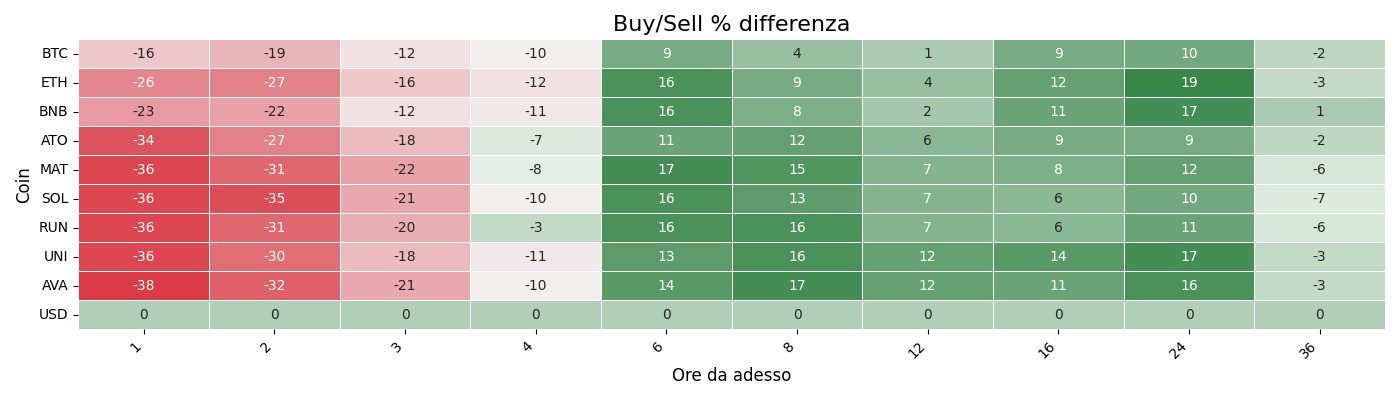 Buy/Sell % differenza
Coin
BTC -16 -19 -12 -10 9 4 1 9 10 -2
ETH -26 -27 -16 -12 16 9 4 12 19 -3
BNB -23 -22 -12 -11 16 8 2 11 17 1
ATO -34 -27 -18 -7 11 12 6 9 9 -2
MAT -36 -31 -22 -8 17 15 7 8 12 -6
SOL -36 -35 -21 -10 16 13 7 6 10 -7
RUN -36 -31 -20 -3 16 16 7 6 11 -6
UNI -36 -30 -18 -11 13 16 12 14 17 -3
AVA -38 -32 -21 -10 14 17 12 11 16 -3
USD 0 0 0 0 0 0 0 0 0 0
1 2 3 4 6 8 12 16 24 36
Ore da adesso